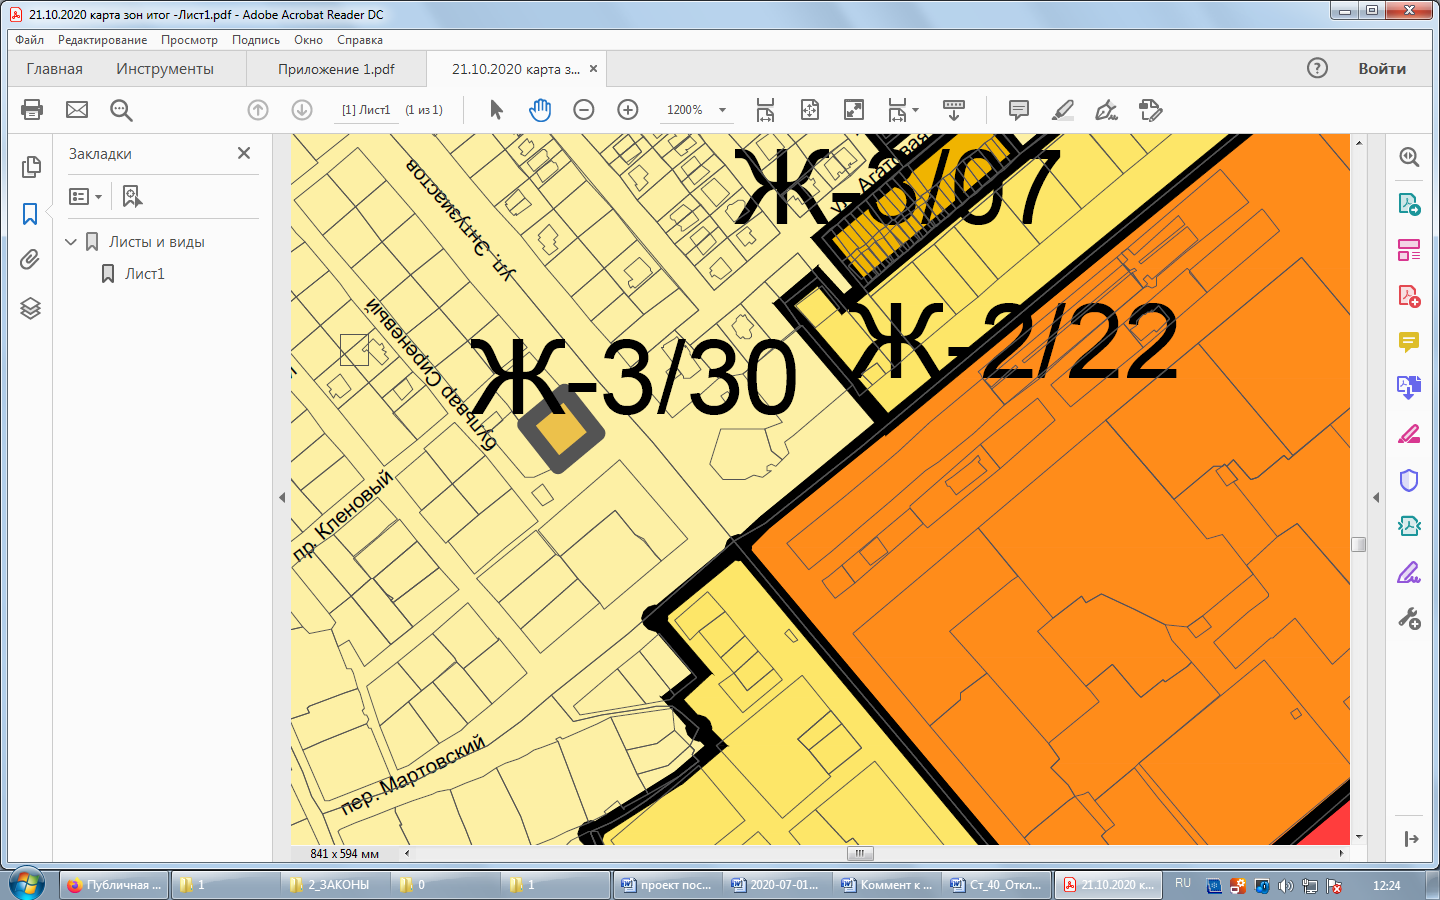 21.10.2020 карта зон итог -Лист1.pdf - Adobe Acrobat Reader DC
Файл Редактирование Просмотр Подпись Окно Справка
Главная Инструменты Приложение 1.pdf 21.10.2020 карта з... × Войти
[1] Лист1 (1 из 1) 1200%
Закладки
Листы и виды
Лист1
ул. Агатовая
Ж-3/07
ул. Энтузиастов
Ж-2/22
бульвар Сиреневый
Ж-3/30
пр. Кленовый
пер. Мартовский
841 x 594 мм
Публичная ... 1 2_ЗАКОНЫ 0 1 проект пос... 2020-07-01... Коммент к ... Ст_40_Откл... 21.10.2020 к... RU 12:24